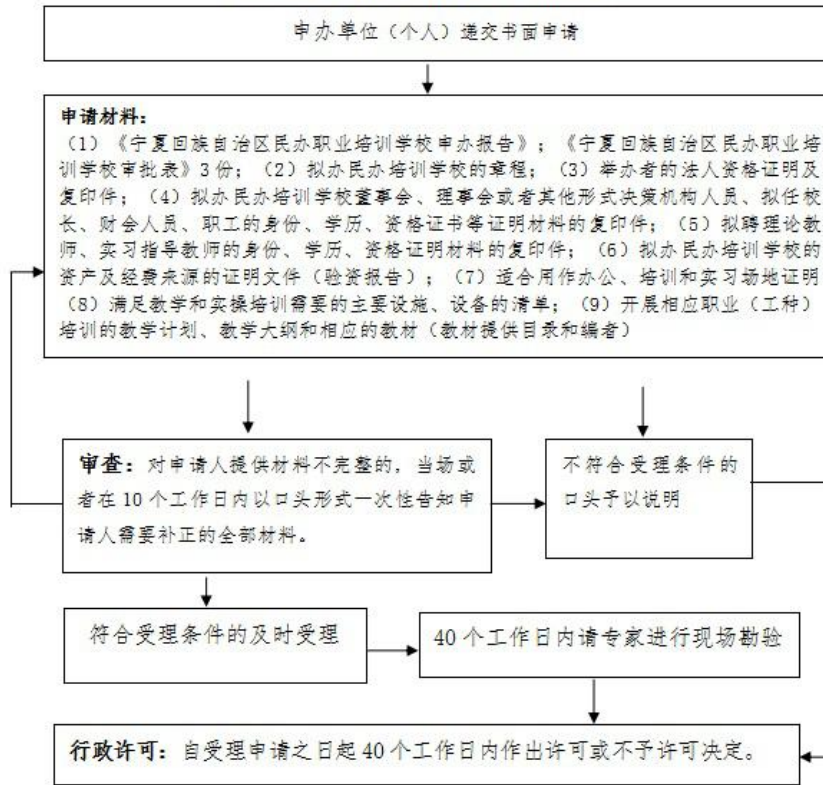 申办单位（个人）递交书面申请
申请材料：
（1）《宁夏回族自治区民办职业培训学校申办报告》；《宁夏回族自治区民办职业培
训学校审批表》3份；（2）拟办民办培训学校的章程；（3）举办者的法人资格证明及
复印件；（4）拟办民办培训学校董事会、理事会或者其他形式决策机构人员、拟任校
长、财会人员、职工的身份、学历、资格证书等证明材料的复印件；（5）拟聘理论教
师、实习指导教师的身份、学历、资格证明材料的复印件；（6）拟办民办培训学校的
资产及经费来源的证明文件（验资报告）；（7）适合用作办公、培训和实习场地证明
（8）满足教学和实操培训需要的主要设施、设备的清单；（9）开展相应职业（工种）
培训的教学计划、教学大纲和相应的教材（教材提供目录和编者）
审查：对申请人提供材料不完整的，当场或
者在10个工作日内以口头形式一次性告知申
请人需要补正的全部材料。
不符合受理条件的
口头予以说明
符合受理条件的及时受理
40个工作日内请专家进行现场勘验
行政许可：自受理申请之日起40个工作日内作出许可或不予许可决定。